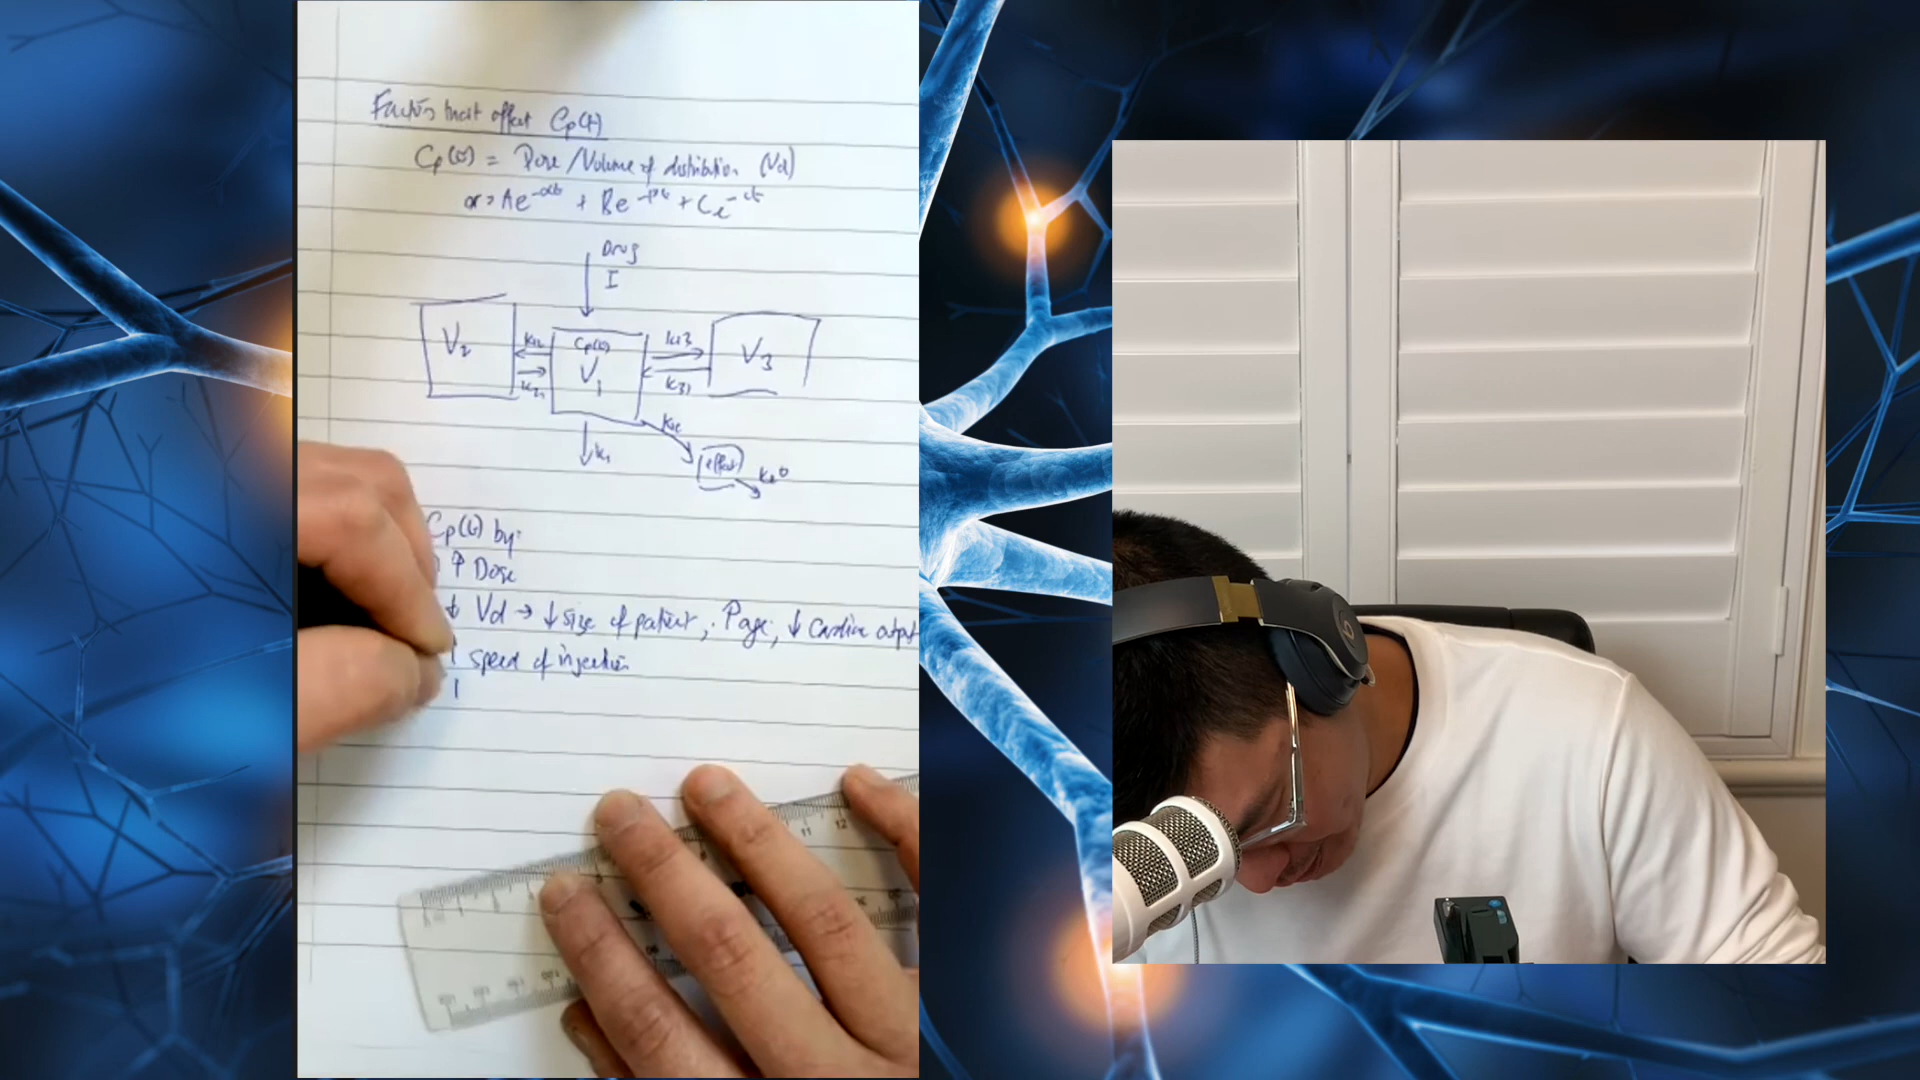 Factors that affect Cp(t)
Cp(t) = Dose / Volume of distribution (Vd)
or → Ae^-αt + Be^-βt + Ce^-ct
Drug
I
V2
k12
k21
Cp(t)
V1
k13
k31
V3
k1
k1e
effect
ke0
Cp(t) by:
↑ Dose
↓ Vd → ↓ size of patient, ↑ age, ↓ Cardiac output
↑ speed of injection
11 12